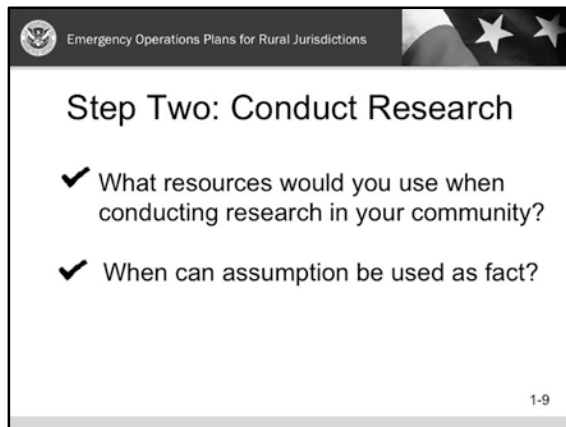 Emergency Operations Plans for Rural Jurisdictions
Step Two: Conduct Research
What resources would you use when
conducting research in your community?
When can assumption be used as fact?
1-9